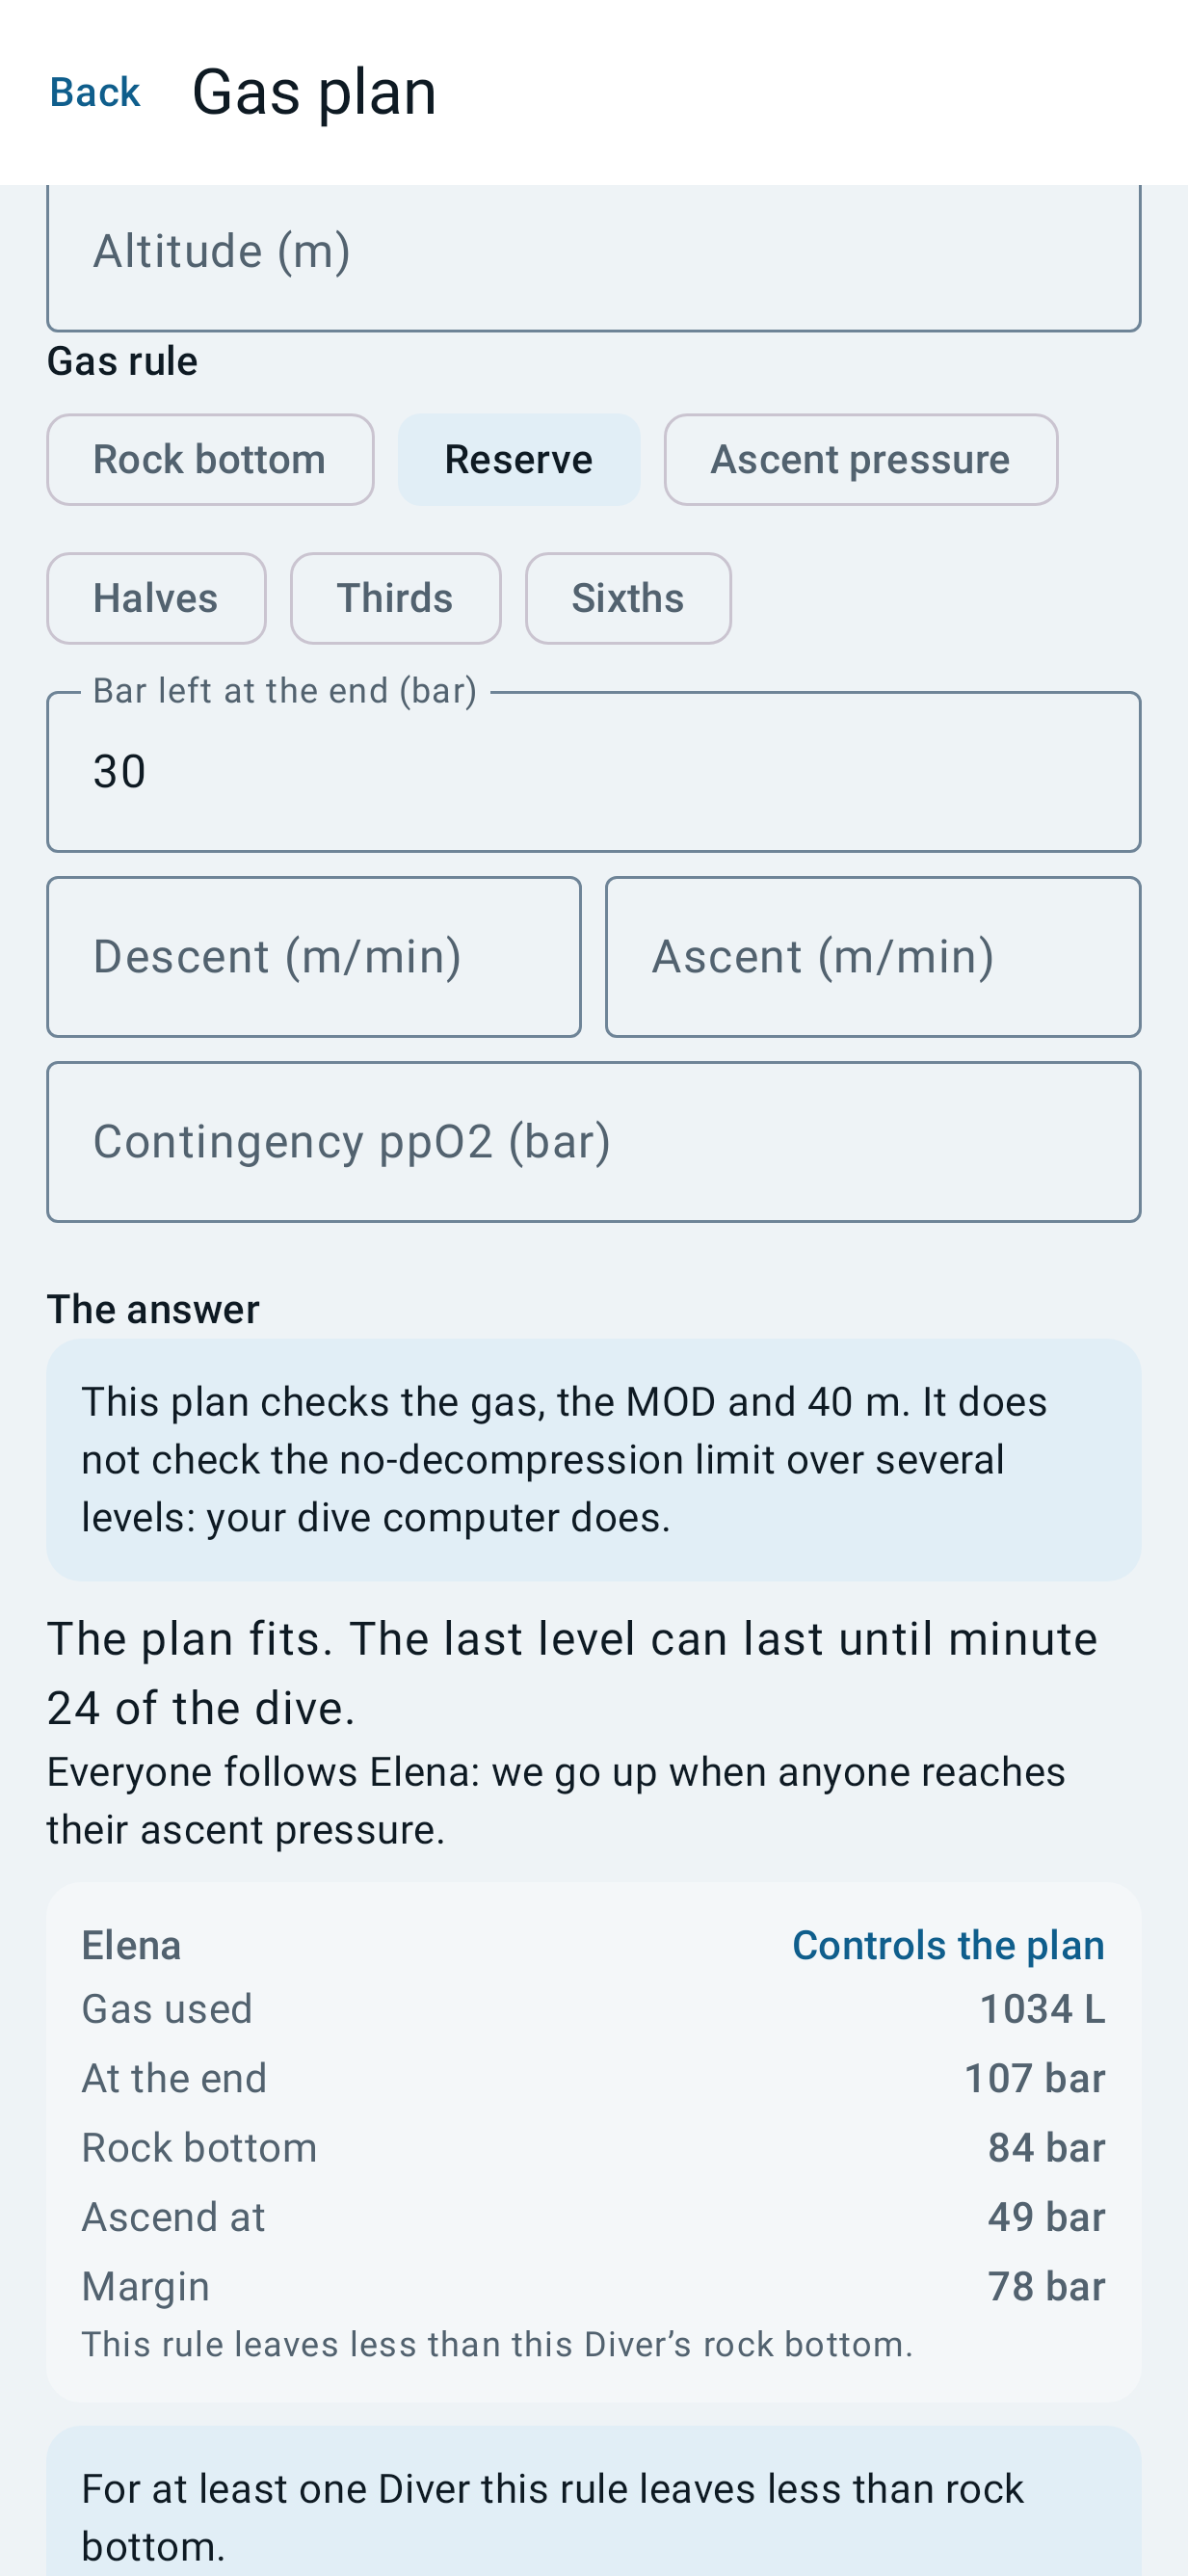 Back Gas plan
Altitude (m)
Gas rule
Rock bottom Reserve Ascent pressure
Halves Thirds Sixths
Bar left at the end (bar)
30
Descent (m/min) Ascent (m/min)
Contingency ppO2 (bar)
The answer
This plan checks the gas, the MOD and 40 m. It does
not check the no-decompression limit over several
levels: your dive computer does.
The plan fits. The last level can last until minute
24 of the dive.
Everyone follows Elena: we go up when anyone reaches
their ascent pressure.
Elena Controls the plan
Gas used 1034 L
At the end 107 bar
Rock bottom 84 bar
Ascend at 49 bar
Margin 78 bar
This rule leaves less than this Diver’s rock bottom.
For at least one Diver this rule leaves less than rock
bottom.